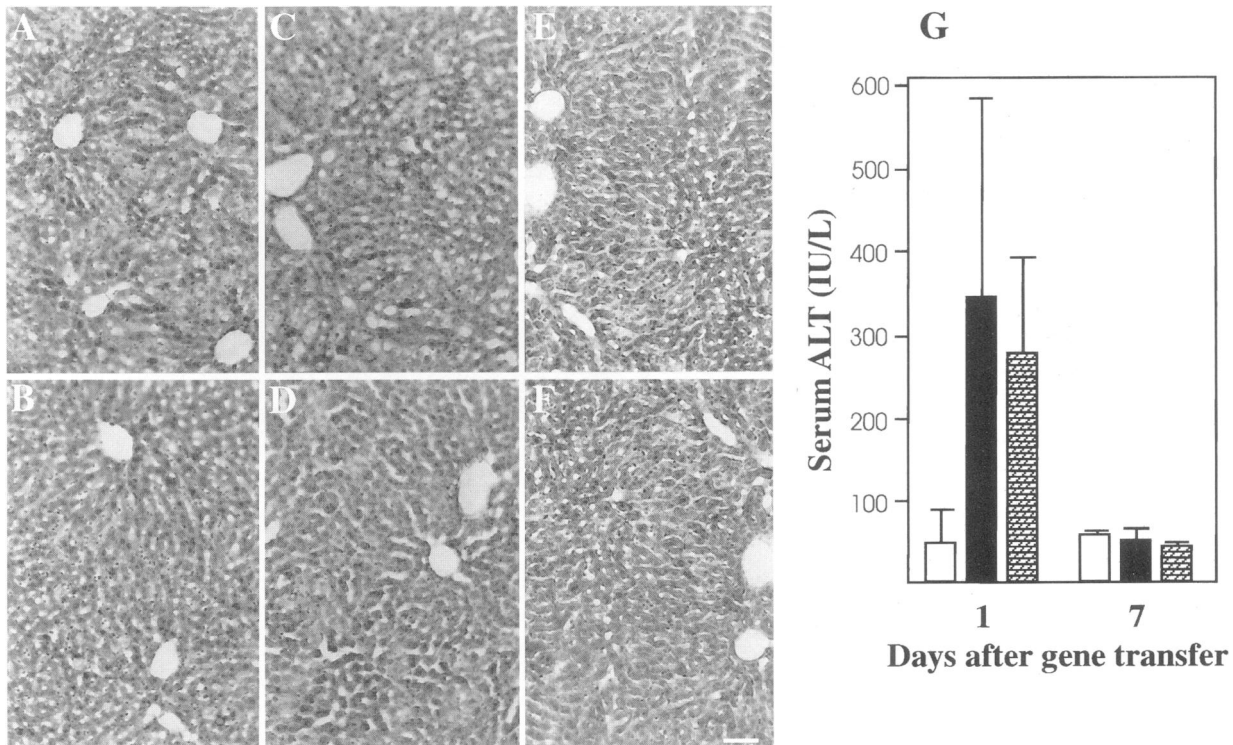 A
C
E
B
D
F
G
600
500
400
300
200
100
Serum ALT (IU/L)
1
7
Days after gene transfer